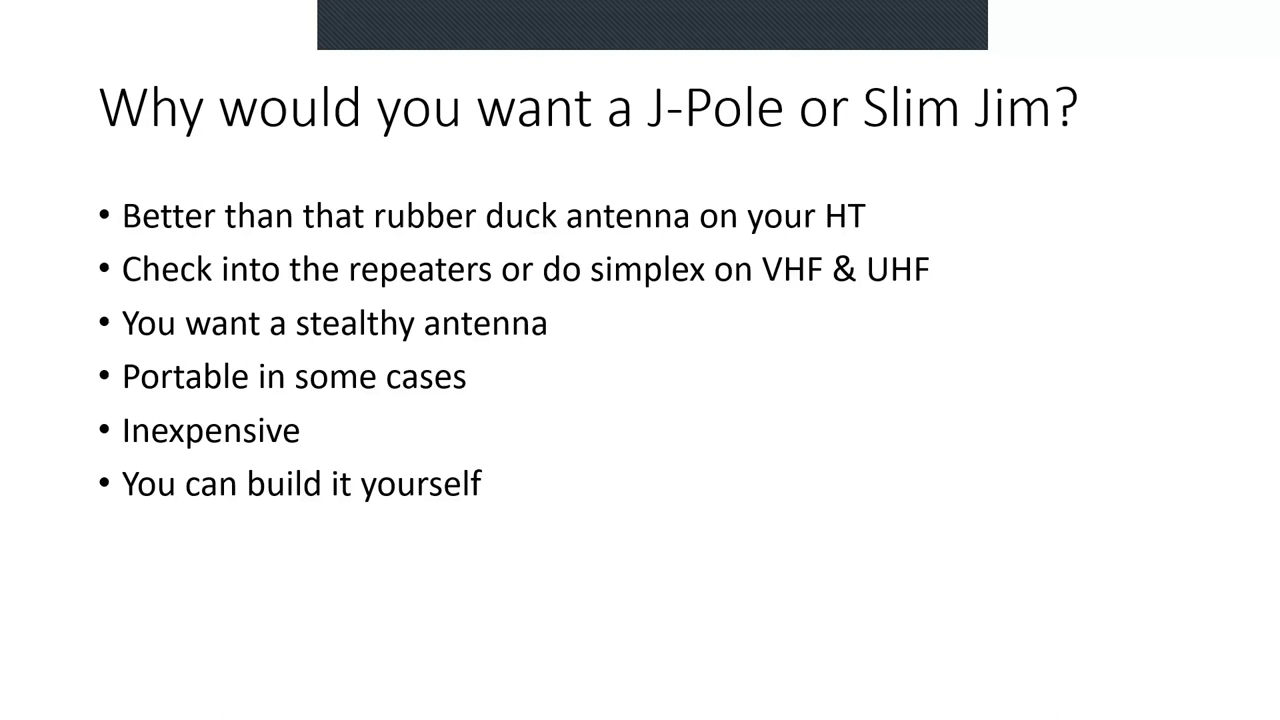 Why would you want a J-Pole or Slim Jim?
• Better than that rubber duck antenna on your HT
• Check into the repeaters or do simplex on VHF & UHF
• You want a stealthy antenna
• Portable in some cases
• Inexpensive
• You can build it yourself